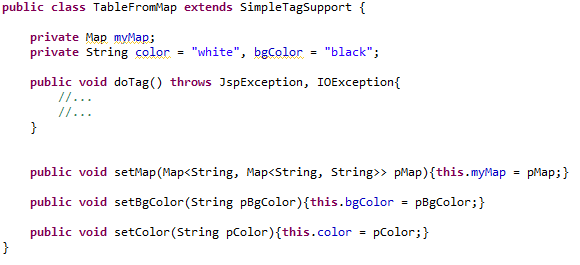 public class TableFromMap extends SimpleTagSupport {
private Map myMap;
private String color = "white", bgColor = "black";
public void doTag() throws JspException, IOException{
//...
//...
}
public void setMap(Map<String, Map<String, String>> pMap){this.myMap = pMap;}
public void setBgColor(String pBgColor){this.bgColor = pBgColor;}
public void setColor(String pColor){this.color = pColor;}
}